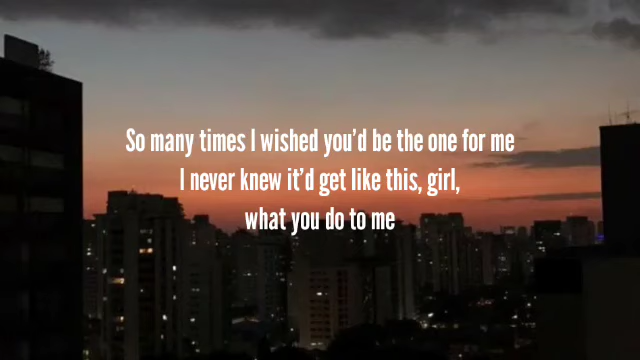 So many times I wished you'd be the one for me
I never knew it'd get like this, girl,
what you do to me